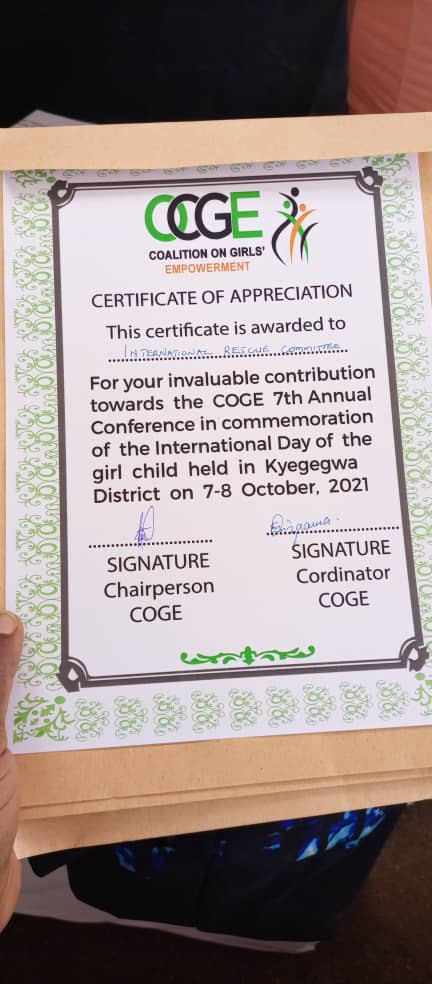 COGE
COALITION ON GIRLS'
EMPOWERMENT
CERTIFICATE OF APPRECIATION
This certificate is awarded to
INTERNATIONAL RESCUE COMMITTEE
For your invaluable contribution
towards the COGE 7th Annual
Conference in commemoration
of the International Day of the
girl child held in Kyegegwa
District on 7-8 October, 2021
SIGNATURE
Chairperson
COGE
SIGNATURE
Cordinator
COGE